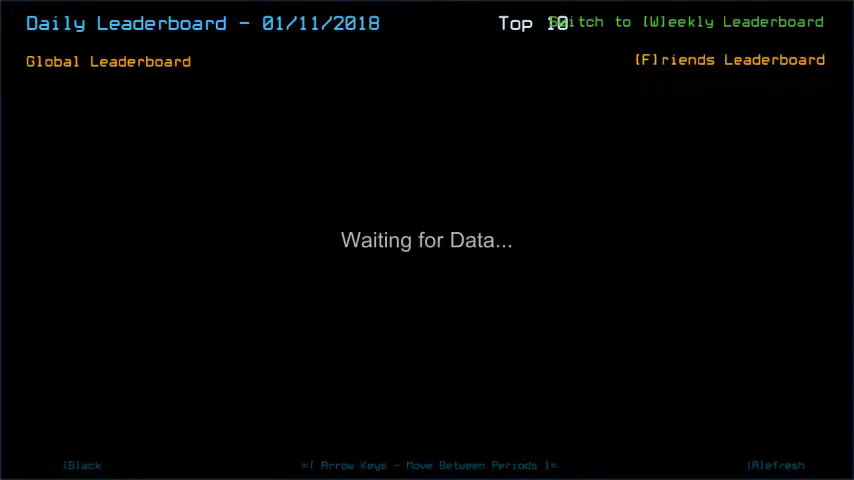 Daily Leaderboard - 01/11/2018
Top 10
Switch to [W]eekly Leaderboard
Global Leaderboard
[F]riends Leaderboard
Waiting for Data...
[B]ack
=[ Arrow Keys - Move Between Periods ]=
[R]efresh